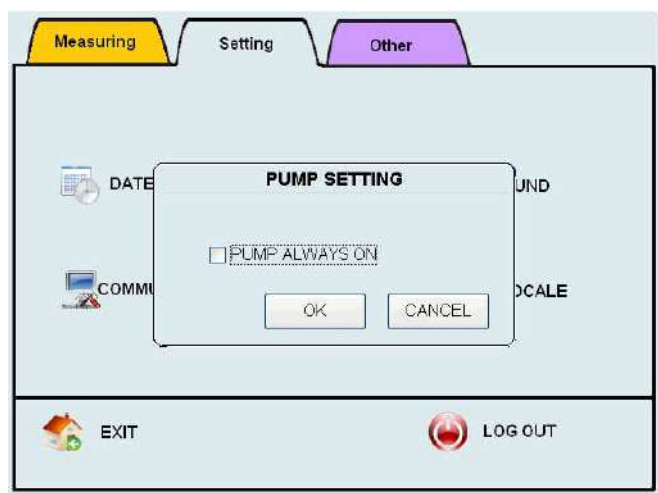 Measuring
Setting
Other
DATE
PUMP SETTING
UND
PUMP ALWAYS ON
COMMU
OCALE
OK
CANCEL
EXIT
LOG OUT